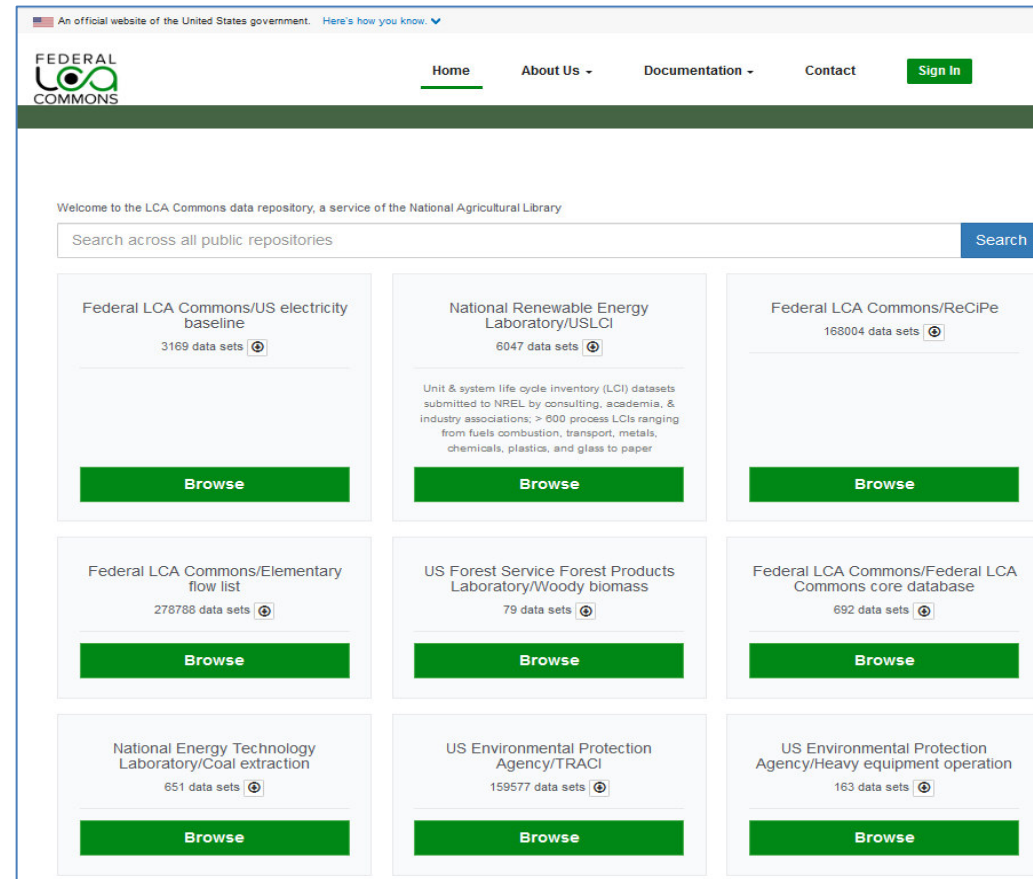 An official website of the United States government. Here's how you know.
FEDERAL
LCA
COMMONS
Home About Us Documentation Contact Sign In
Welcome to the LCA Commons data repository, a service of the National Agricultural Library
Search across all public repositories Search
Federal LCA Commons/US electricity
baseline
3169 data sets
Browse
National Renewable Energy
Laboratory/USLCI
6047 data sets
Unit & system life cycle inventory (LCI) datasets
submitted to NREL by consulting, academia, &
industry associations; > 600 process LCIs ranging
from fuels combustion, transport, metals,
chemicals, plastics, and glass to paper
Browse
Federal LCA Commons/ReCiPe
168004 data sets
Browse
Federal LCA Commons/Elementary
flow list
278788 data sets
Browse
US Forest Service Forest Products
Laboratory/Woody biomass
79 data sets
Browse
Federal LCA Commons/Federal LCA
Commons core database
692 data sets
Browse
National Energy Technology
Laboratory/Coal extraction
651 data sets
Browse
US Environmental Protection
Agency/TRACI
159577 data sets
Browse
US Environmental Protection
Agency/Heavy equipment operation
163 data sets
Browse